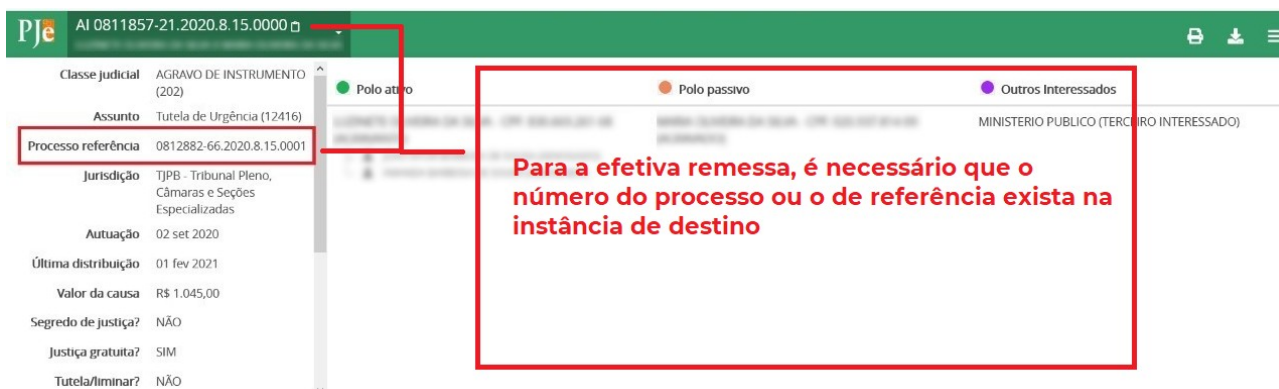 PJe AI 0811857-21.2020.8.15.0000
Classe judicial AGRAVO DE INSTRUMENTO
(202)
Assunto Tutela de Urgência (12416)
Processo referência 0812882-66.2020.8.15.0001
Jurisdição TJPB - Tribunal Pleno,
Câmaras e Seções
Especializadas
Autuação 02 set 2020
Última distribuição 01 fev 2021
Valor da causa R$ 1.045,00
Segredo de justiça? NÃO
Justiça gratuita? SIM
Tutela/liminar? NÃO
Polo ativo
Polo passivo
Outros Interessados
MINISTERIO PUBLICO (TERCEIRO INTERESSADO)
Para a efetiva remessa, é necessário que o
número do processo ou o de referência exista na
instância de destino